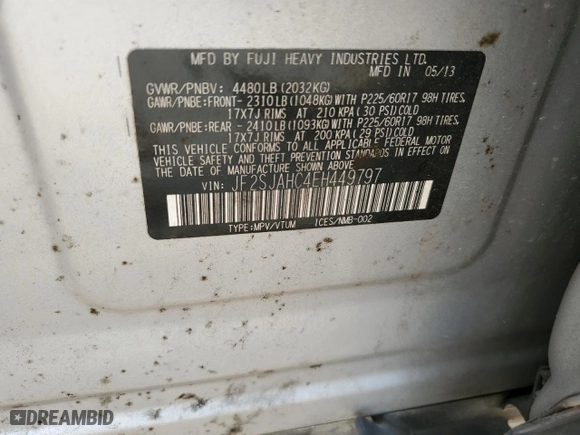 MFD BY FUJI HEAVY INDUSTRIES LTD.
MFD IN 05/13
GVWR/PNBV: 4480LB(2032KG)
GAWR/PNBE:FRONT- 2310LB(1048KG)WITH P225/60R17 98H TIRES,
17X7J RIMS AT 210 KPA(30 PSI)COLD
GAWR/PNBE:REAR - 2410LB(1093KG)WITH P225/60R17 98H TIRES,
17X7J RIMS AT 200 KPA(29 PSI)COLD
THIS VEHICLE CONFORMS TO ALL APPLICABLE FEDERAL MOTOR
VEHICLE SAFETY AND THEFT PREVENTION STANDARDS IN EFFECT ON
THE DATE OF MANUFACTURE SHOWN ABOVE.
VIN: JF2SJAHC4EH449797
TYPE:MPV/VTUM ICES/NMB-002
DREAMBID